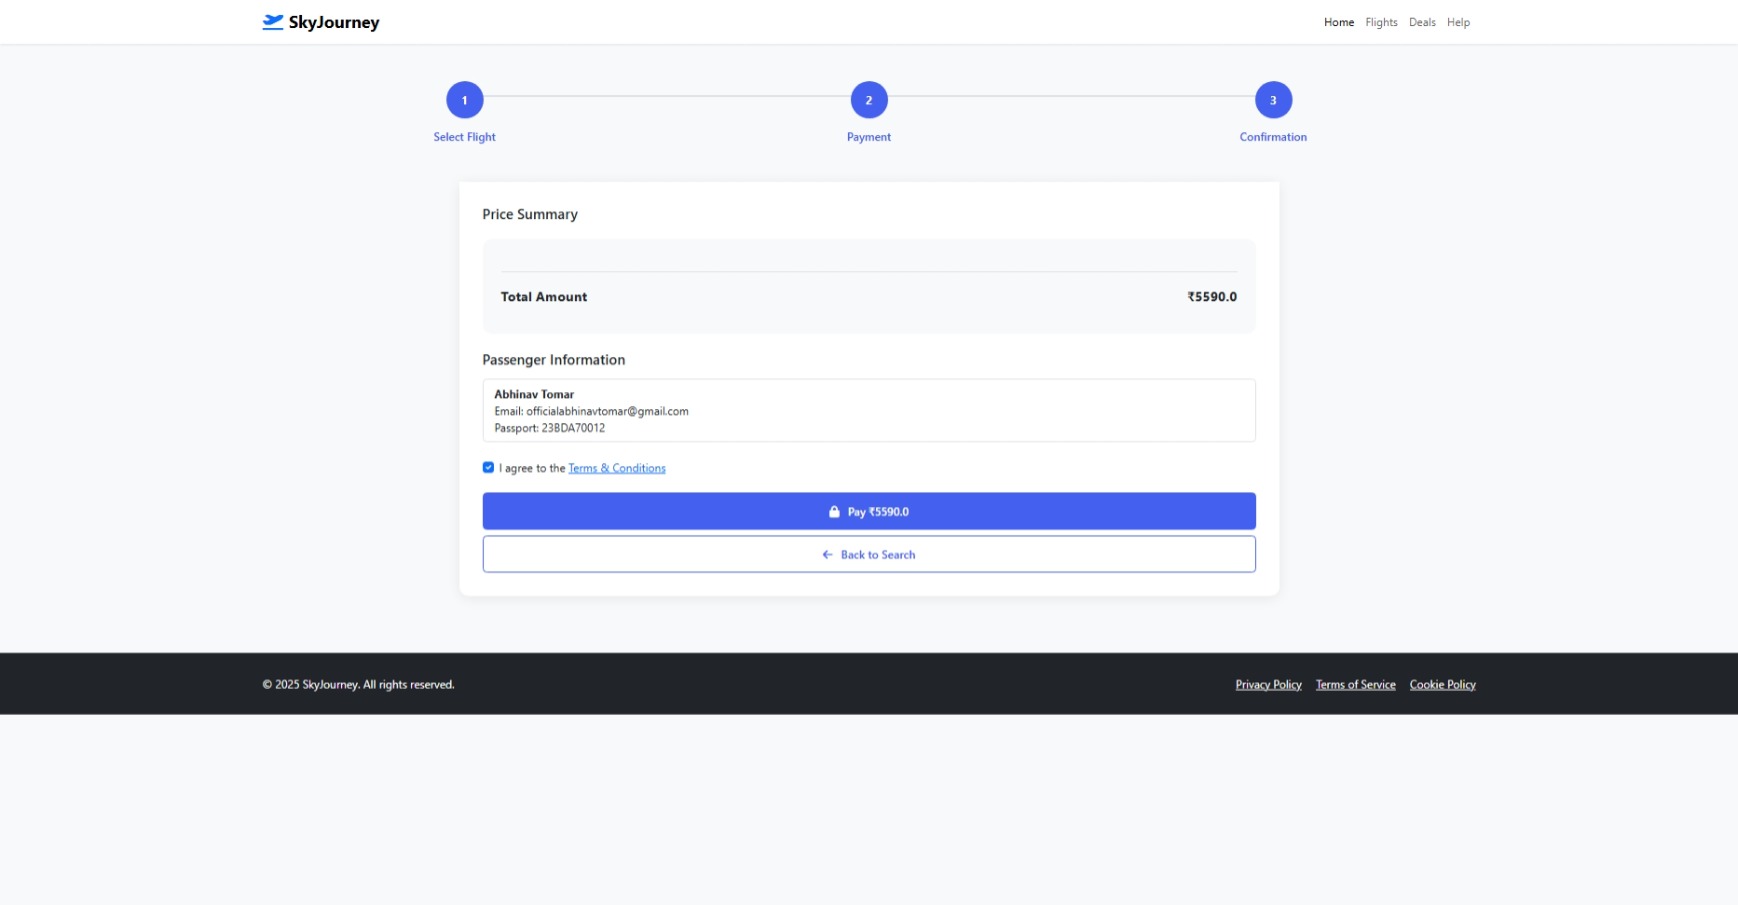 SkyJourney
Home Flights Deals Help
1 2 3
Select Flight Payment Confirmation
Price Summary
Total Amount ₹5590.0
Passenger Information
Abhinav Tomar
Email: officialabhinavtomar@gmail.com
Passport: 23BDA70012
I agree to the Terms & Conditions
Pay ₹5590.0
Back to Search
© 2025 SkyJourney. All rights reserved.
Privacy Policy Terms of Service Cookie Policy